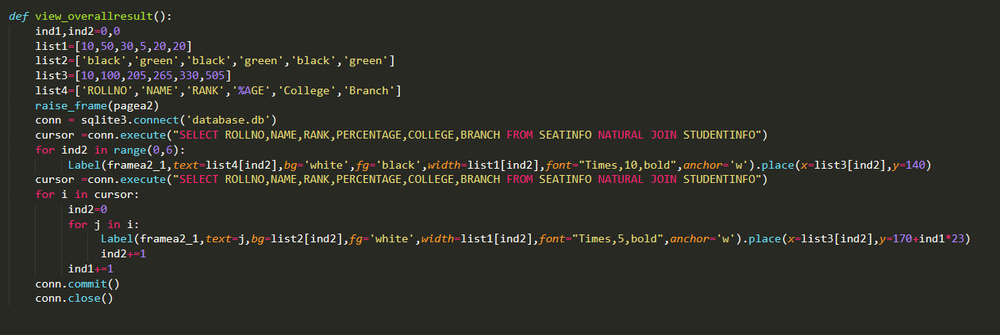 def view_overallresult():
    ind1,ind2=0,0
    list1=[10,50,30,5,20,20]
    list2=['black','green','black','green','black','green']
    list3=[10,100,205,265,330,505]
    list4=['ROLLNO','NAME','RANK','%AGE','College','Branch']
    raise_frame(pagea2)
    conn = sqlite3.connect('database.db')
    cursor =conn.execute("SELECT ROLLNO,NAME,RANK,PERCENTAGE,COLLEGE,BRANCH FROM SEATINFO NATURAL JOIN STUDENTINFO")
    for ind2 in range(0,6):
         Label(framea2_1,text=list4[ind2],bg='white',fg='black',width=list1[ind2],font="Times,10,bold",anchor='w').place(x=list3[ind2],y=140)
    cursor =conn.execute("SELECT ROLLNO,NAME,RANK,PERCENTAGE,COLLEGE,BRANCH FROM SEATINFO NATURAL JOIN STUDENTINFO")
    for i in cursor:
         ind2=0
         for j in i:
              Label(framea2_1,text=j,bg=list2[ind2],fg='white',width=list1[ind2],font="Times,5,bold",anchor='w').place(x=list3[ind2],y=170+ind1*23)
              ind2+=1
         ind1+=1
    conn.commit()
    conn.close()